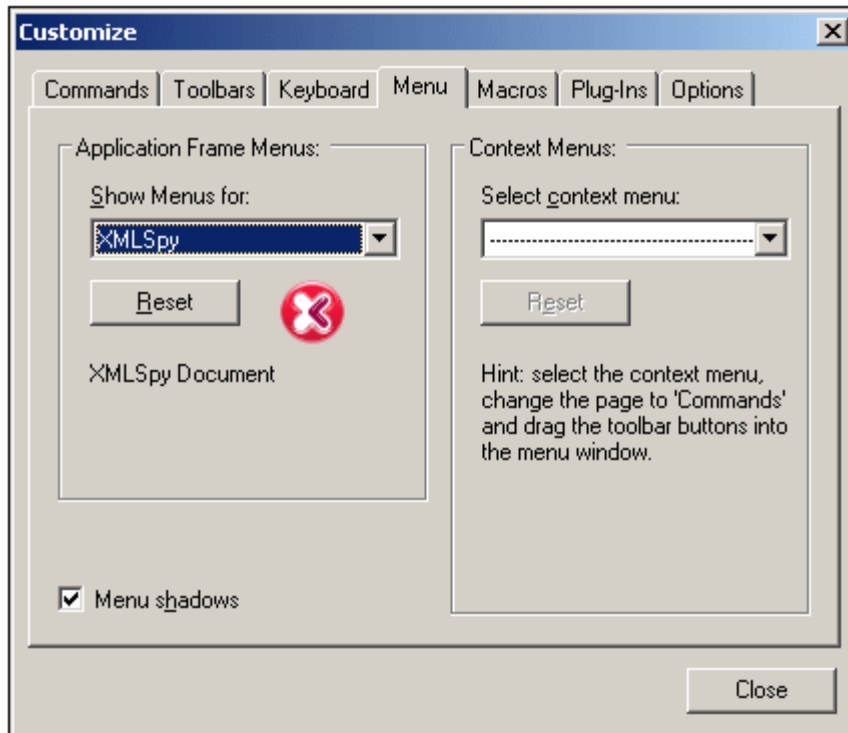 Customize
Commands Toolbars Keyboard Menu Macros Plug-Ins Options
Application Frame Menus:
Show Menus for:
XMLSpy
Reset
XMLSpy Document
Context Menus:
Select context menu:
Reset
Hint: select the context menu,
change the page to 'Commands'
and drag the toolbar buttons into
the menu window.
Menu shadows
Close